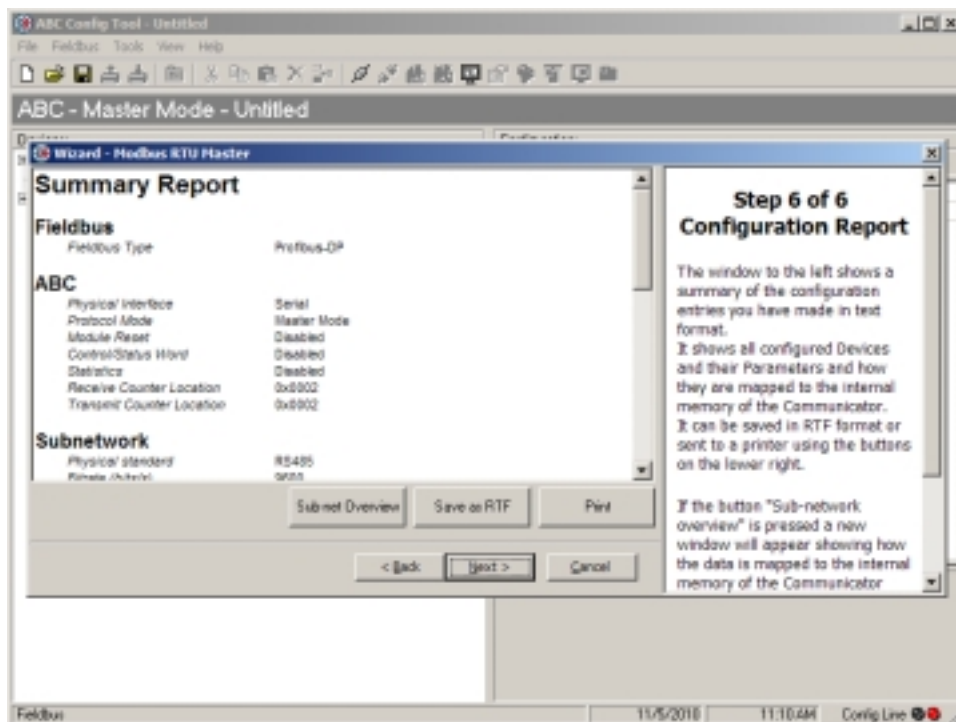 ABC Config Tool - Untitled
File Fieldbus Tools View Help
ABC - Master Mode - Untitled
Wizard - Modbus RTU Master
Summary Report
Fieldbus
Fieldbus Type Profibus-DP
ABC
Physical Interface Serial
Protocol Mode Master Mode
Module Reset Disabled
Control/Status Word Disabled
Statistics Disabled
Receive Counter Location 0x0002
Transmit Counter Location 0x0002
Subnetwork
Physical standard RS485
Subnet Overview Save as RTF Print
< Back Next > Cancel
Step 6 of 6
Configuration Report
The window to the left shows a
summary of the configuration
entries you have made in text
format.
It shows all configured Devices
and their Parameters and how
they are mapped to the internal
memory of the Communicator.
It can be saved in RTF format or
sent to a printer using the buttons
on the lower right.
If the button "Sub-network
overview" is pressed a new
window will appear showing how
the data is mapped to the internal
memory of the Communicator
Fieldbus 11/5/2010 11:10 AM Config Line